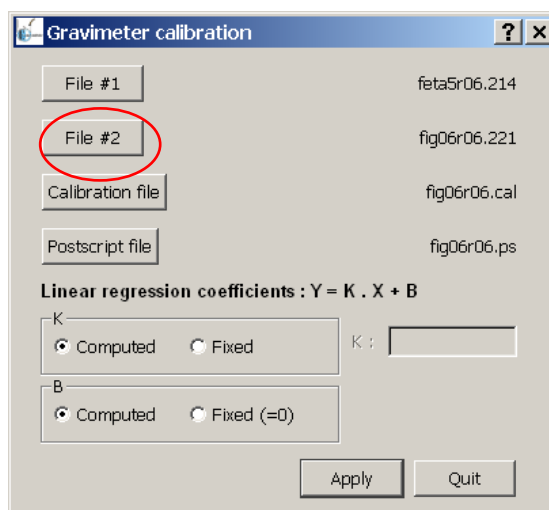 Gravimeter calibration
File #1 feta5r06.214
File #2 fig06r06.221
Calibration file fig06r06.cal
Postscript file fig06r06.ps
Linear regression coefficients : Y = K . X + B
K
Computed Fixed K :
B
Computed Fixed (=0)
Apply Quit